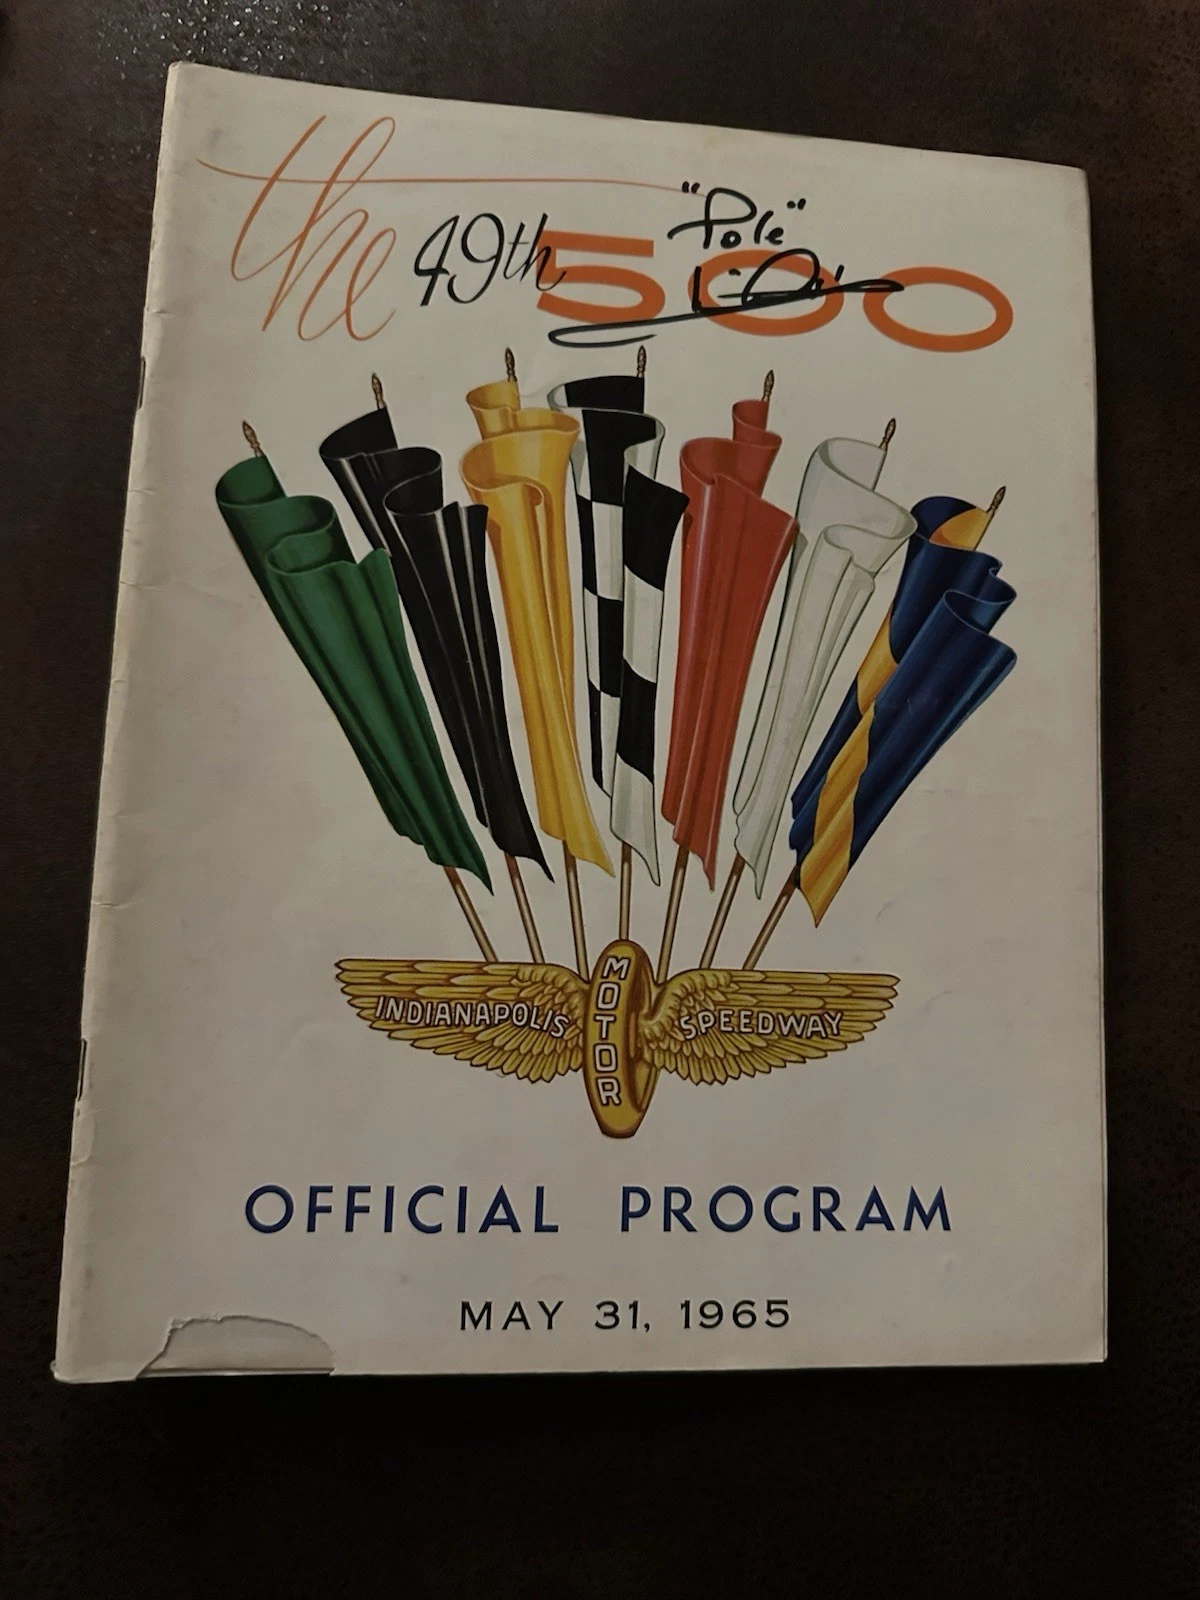 the 49th 500
"Pole"
INDIANAPOLIS MOTOR SPEEDWAY
OFFICIAL PROGRAM
MAY 31, 1965